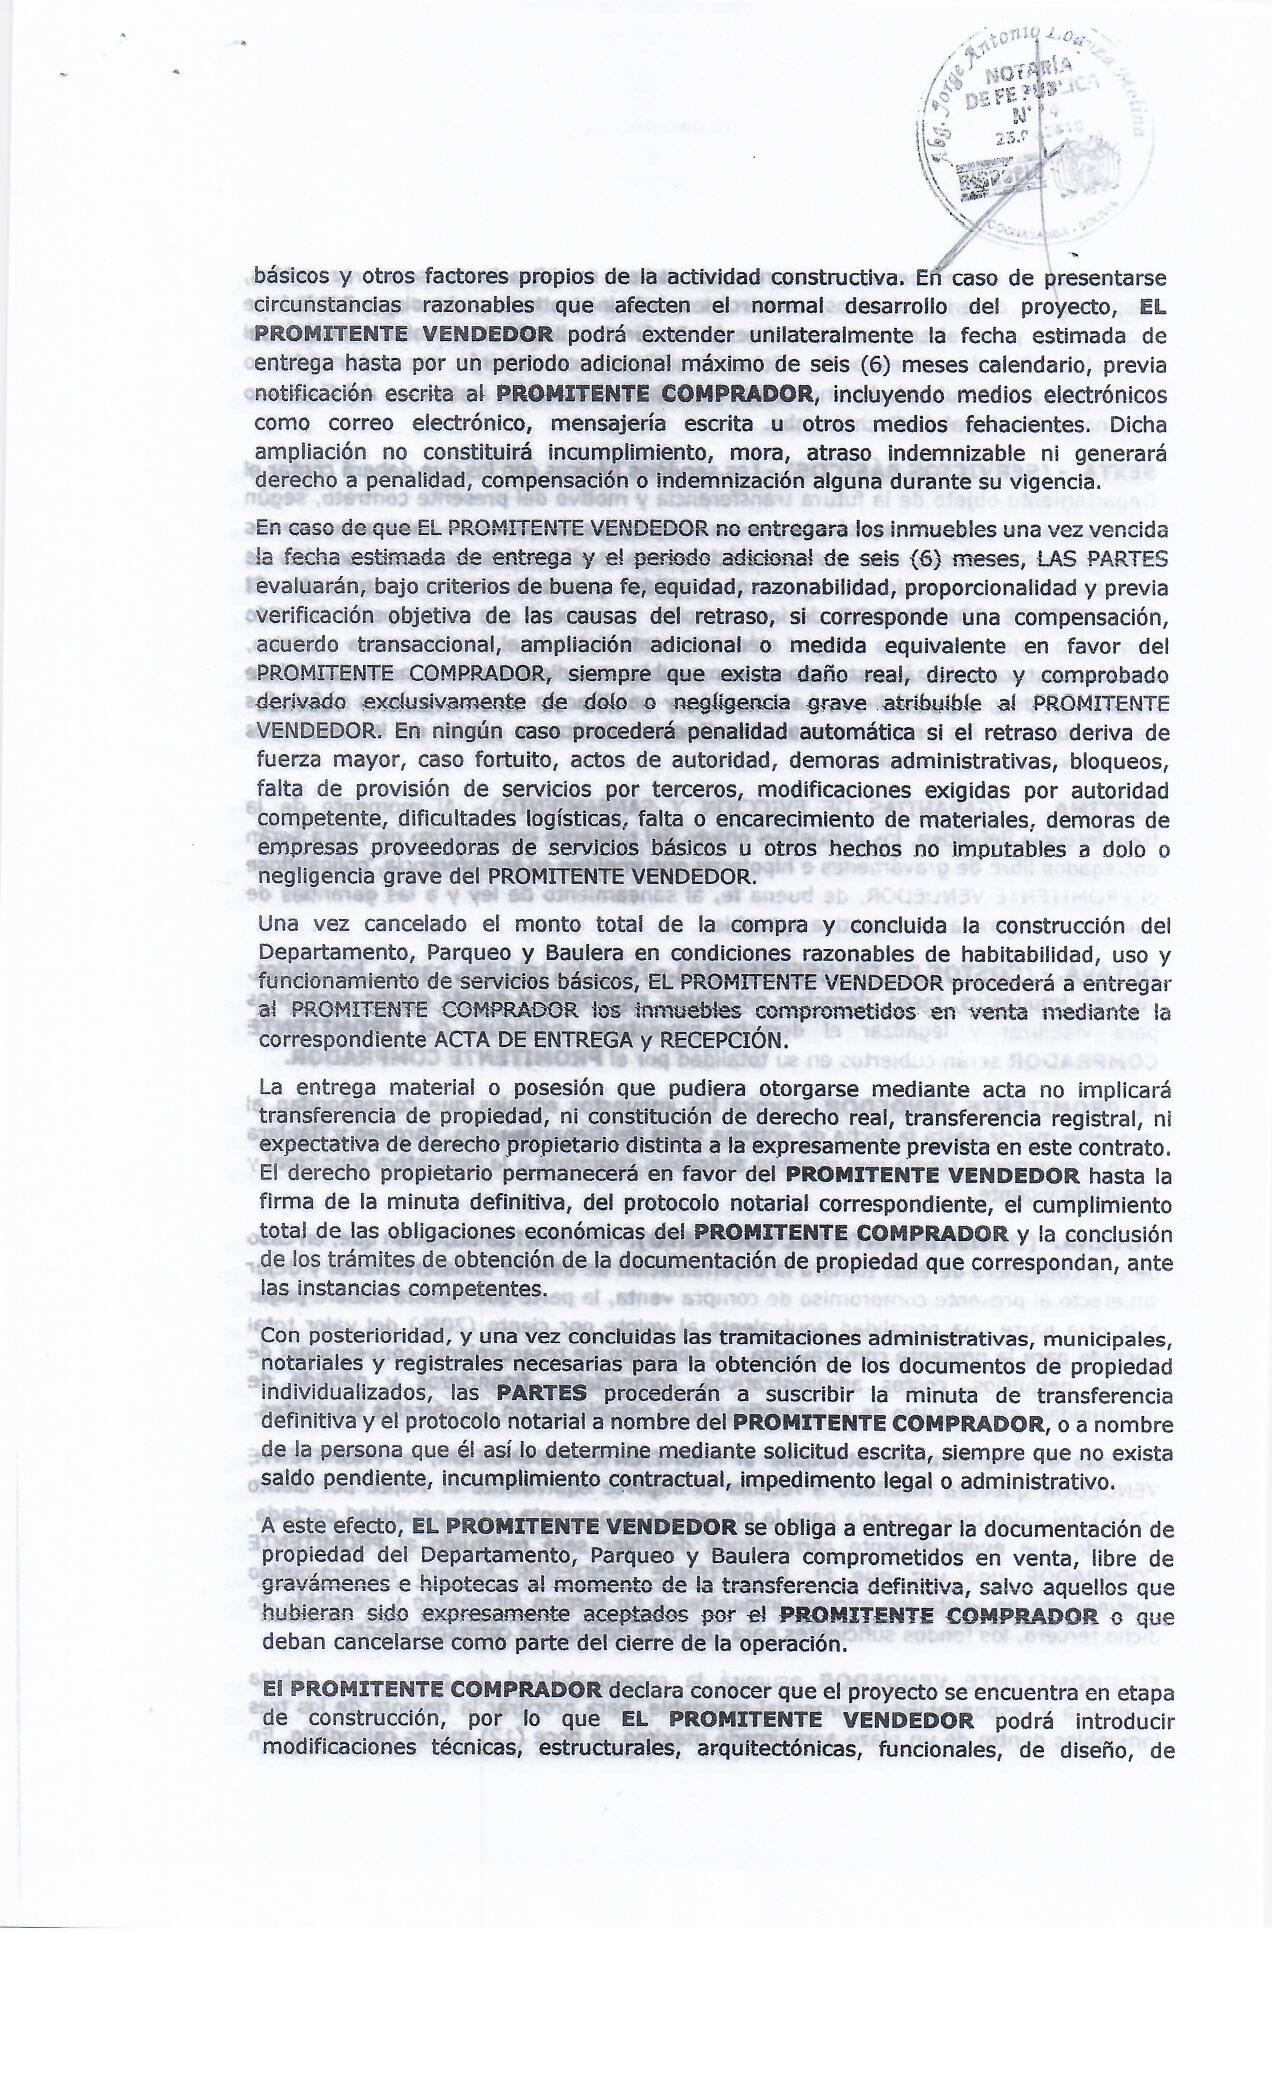 Abg. Jorge Antonio Loayza Molina
NOTARÍA
DE FE PÚBLICA
COCHABAMBA - BOLIVIA
básicos y otros factores propios de la actividad constructiva. En caso de presentarse
circunstancias razonables que afecten el normal desarrollo del proyecto, EL
PROMITENTE VENDEDOR podrá extender unilateralmente la fecha estimada de
entrega hasta por un periodo adicional máximo de seis (6) meses calendario, previa
notificación escrita al PROMITENTE COMPRADOR, incluyendo medios electrónicos
como correo electrónico, mensajería escrita u otros medios fehacientes. Dicha
ampliación no constituirá incumplimiento, mora, atraso indemnizable ni generará
derecho a penalidad, compensación o indemnización alguna durante su vigencia.
En caso de que EL PROMITENTE VENDEDOR no entregara los inmuebles una vez vencida
la fecha estimada de entrega y el periodo adicional de seis (6) meses, LAS PARTES
evaluarán, bajo criterios de buena fe, equidad, razonabilidad, proporcionalidad y previa
verificación objetiva de las causas del retraso, si corresponde una compensación,
acuerdo transaccional, ampliación adicional o medida equivalente en favor del
PROMITENTE COMPRADOR, siempre que exista daño real, directo y comprobado
derivado exclusivamente de dolo o negligencia grave atribuible al PROMITENTE
VENDEDOR. En ningún caso procederá penalidad automática si el retraso deriva de
fuerza mayor, caso fortuito, actos de autoridad, demoras administrativas, bloqueos,
falta de provisión de servicios por terceros, modificaciones exigidas por autoridad
competente, dificultades logísticas, falta o encarecimiento de materiales, demoras de
empresas proveedoras de servicios básicos u otros hechos no imputables a dolo o
negligencia grave del PROMITENTE VENDEDOR.
Una vez cancelado el monto total de la compra y concluida la construcción del
Departamento, Parqueo y Baulera en condiciones razonables de habitabilidad, uso y
funcionamiento de servicios básicos, EL PROMITENTE VENDEDOR procederá a entregar
al PROMITENTE COMPRADOR los inmuebles comprometidos en venta mediante la
correspondiente ACTA DE ENTREGA y RECEPCIÓN.
La entrega material o posesión que pudiera otorgarse mediante acta no implicará
transferencia de propiedad, ni constitución de derecho real, transferencia registral, ni
expectativa de derecho propietario distinta a la expresamente prevista en este contrato.
El derecho propietario permanecerá en favor del PROMITENTE VENDEDOR hasta la
firma de la minuta definitiva, del protocolo notarial correspondiente, el cumplimiento
total de las obligaciones económicas del PROMITENTE COMPRADOR y la conclusión
de los trámites de obtención de la documentación de propiedad que correspondan, ante
las instancias competentes.
Con posterioridad, y una vez concluidas las tramitaciones administrativas, municipales,
notariales y registrales necesarias para la obtención de los documentos de propiedad
individualizados, las PARTES procederán a suscribir la minuta de transferencia
definitiva y el protocolo notarial a nombre del PROMITENTE COMPRADOR, o a nombre
de la persona que él así lo determine mediante solicitud escrita, siempre que no exista
saldo pendiente, incumplimiento contractual, impedimento legal o administrativo.
A este efecto, EL PROMITENTE VENDEDOR se obliga a entregar la documentación de
propiedad del Departamento, Parqueo y Baulera comprometidos en venta, libre de
gravámenes e hipotecas al momento de la transferencia definitiva, salvo aquellos que
hubieran sido expresamente aceptados por el PROMITENTE COMPRADOR o que
deban cancelarse como parte del cierre de la operación.
El PROMITENTE COMPRADOR declara conocer que el proyecto se encuentra en etapa
de construcción, por lo que EL PROMITENTE VENDEDOR podrá introducir
modificaciones técnicas, estructurales, arquitectónicas, funcionales, de diseño, de